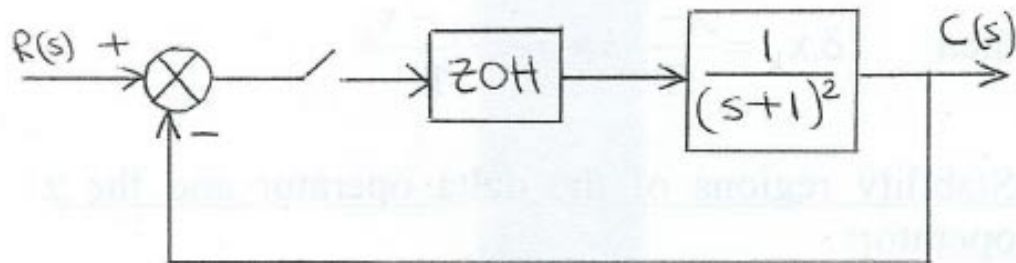 R(s) + ZOH 1 C(s)
(s+1)²
−
Stability regions of the delta operator and the z
operator